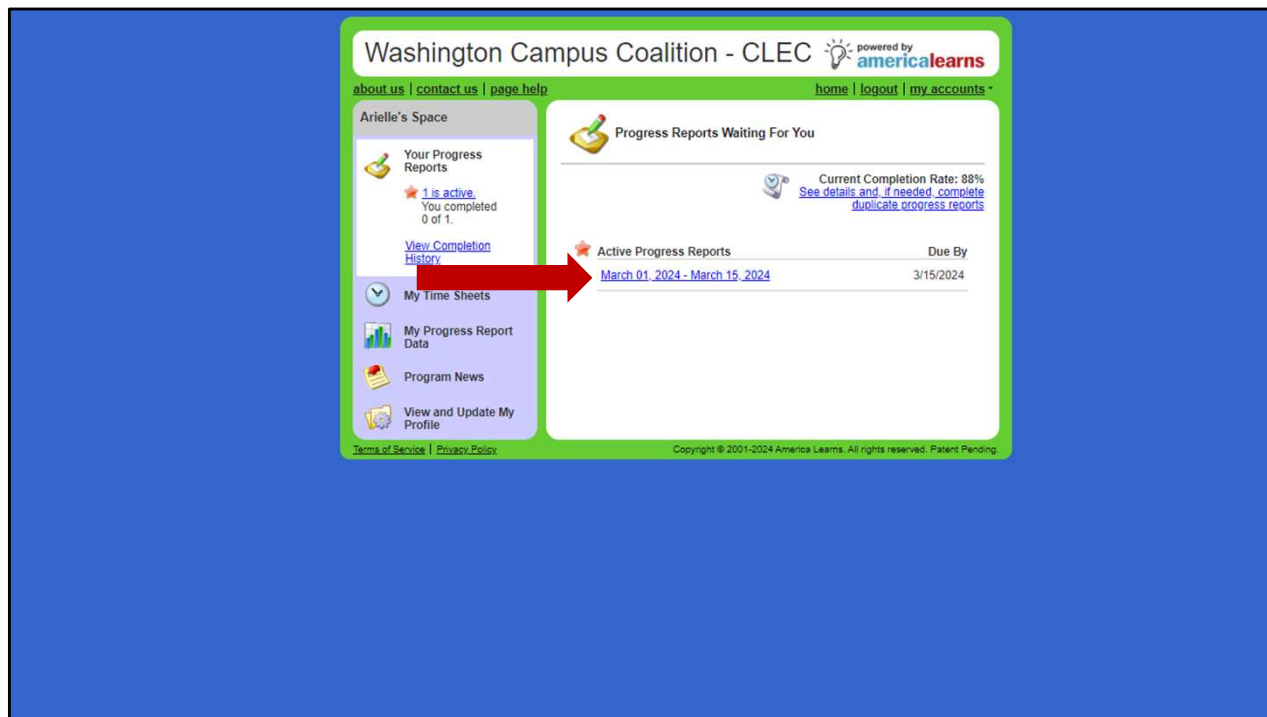 Washington Campus Coalition - CLEC
powered by
americalearns
about us | contact us | page help
home | logout | my accounts
Arielle's Space
Your Progress
Reports
1 is active.
You completed
0 of 1.
View Completion
History
My Time Sheets
My Progress Report
Data
Program News
View and Update My
Profile
Progress Reports Waiting For You
Current Completion Rate: 88%
See details and, if needed, complete
duplicate progress reports
Active Progress Reports Due By
March 01, 2024 - March 15, 2024 3/15/2024
Terms of Service | Privacy Policy
Copyright © 2001-2024 America Learns. All rights reserved. Patent Pending.